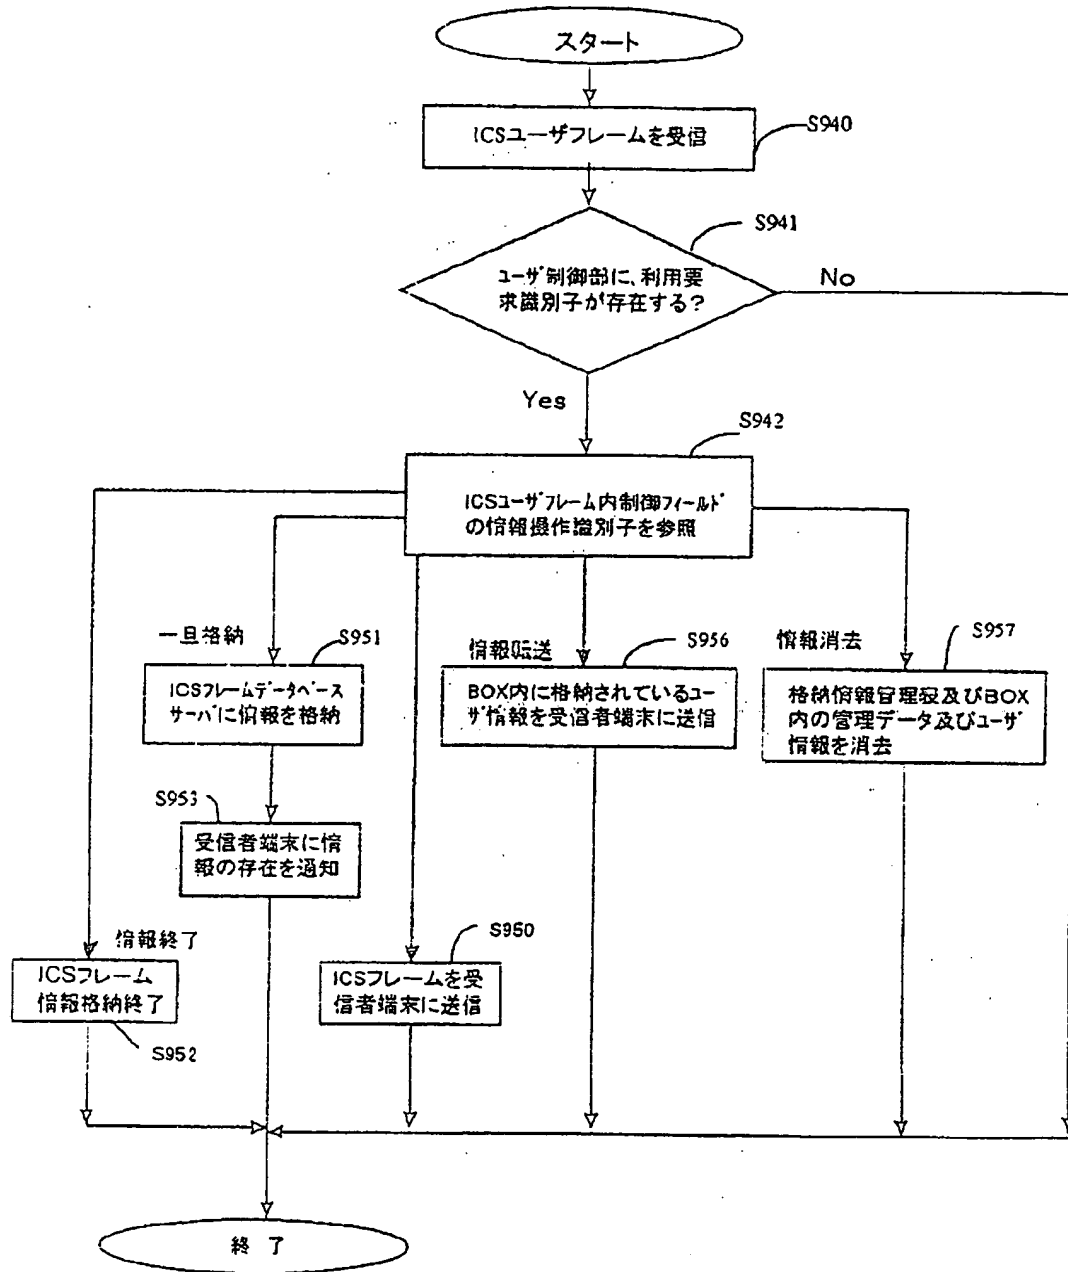 スタート
ICSユーザフレームを受信
S940
S941
ユーザ制御部に、利用要
求識別子が存在する？
No
Yes
S942
ICSユーザフレーム内制御フィールド
の情報操作識別子を参照
一旦格納
S951
ICSフレームデータベース
サーバに情報を格納
情報転送
S956
BOX内に格納されているユー
ザ情報を受信者端末に送信
情報消去
S957
格納情報管理表及びBOX
内の管理データ及びユーザ
情報を消去
S953
受信者端末に情
報の存在を通知
情報終了
ICSフレーム
情報格納終了
S952
S950
ICSフレームを受
信者端末に送信
終 了